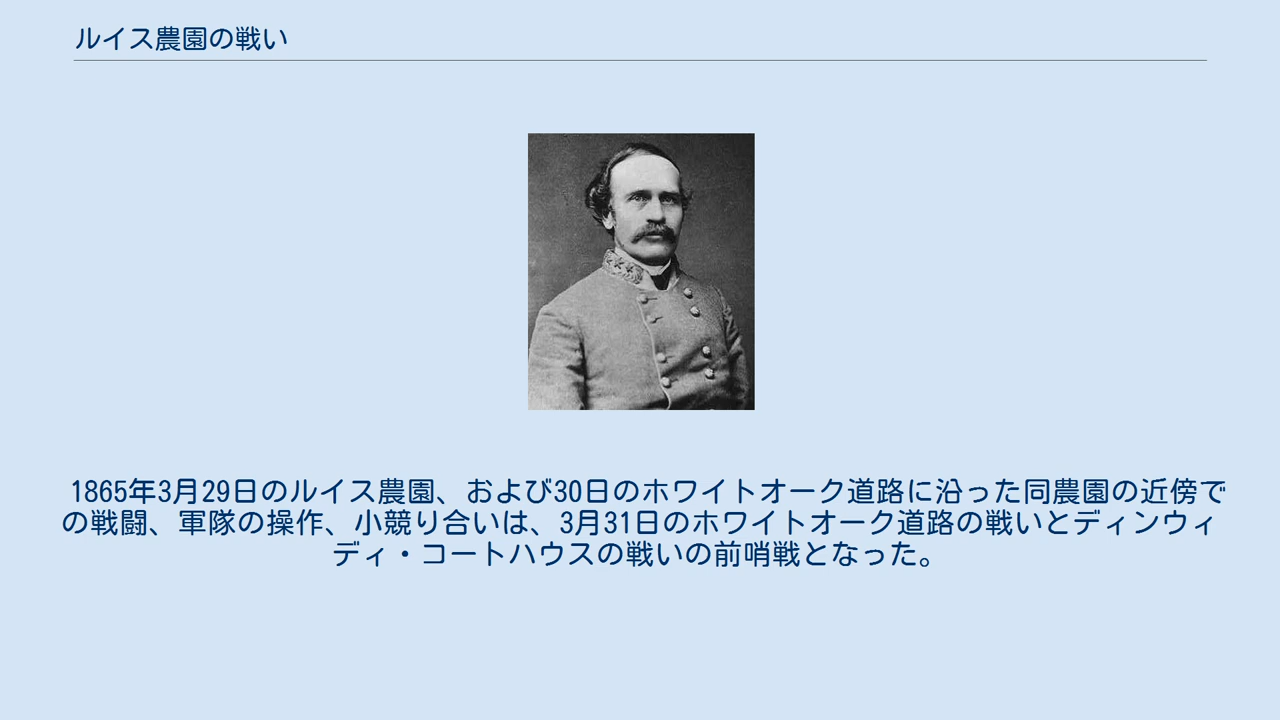 ルイス農園の戦い
1865年3月29日のルイス農園、および30日のホワイトオーク道路に沿った同農園の近傍で
の戦闘、軍隊の操作、小競り合いは、3月31日のホワイトオーク道路の戦いとディンウィ
ディ・コートハウスの戦いの前哨戦となった。